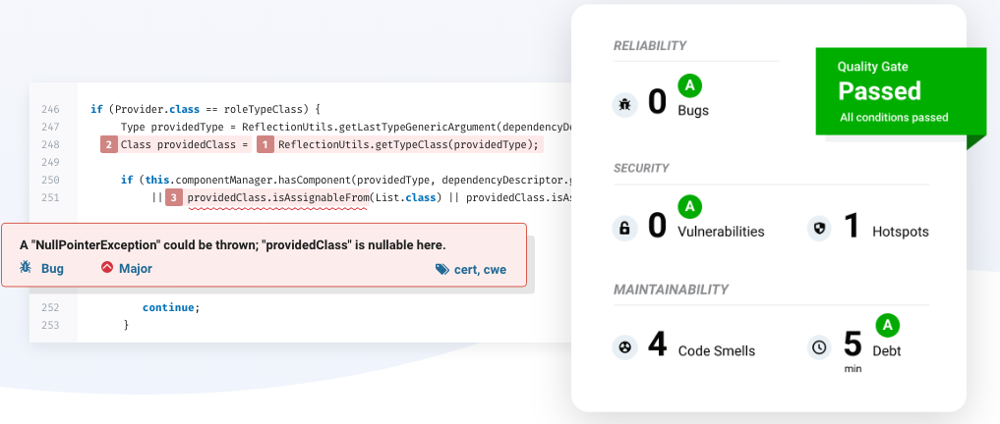 246 if (Provider.class == roleTypeClass) {
247 Type providedType = ReflectionUtils.getLastTypeGenericArgument(dependencyDe
248 2 Class providedClass = 1 ReflectionUtils.getTypeClass(providedType);
249
250 if (this.componentManager.hasComponent(providedType, dependencyDescriptor.g
251 || 3 providedClass.isAssignableFrom(List.class) || providedClass.isAs
A "NullPointerException" could be thrown; "providedClass" is nullable here.
Bug Major cert, cwe
252 continue;
253 }
RELIABILITY
0 A Bugs
Quality Gate
Passed
All conditions passed
SECURITY
0 A Vulnerabilities 1 Hotspots
MAINTAINABILITY
4 Code Smells 5 A Debt
min